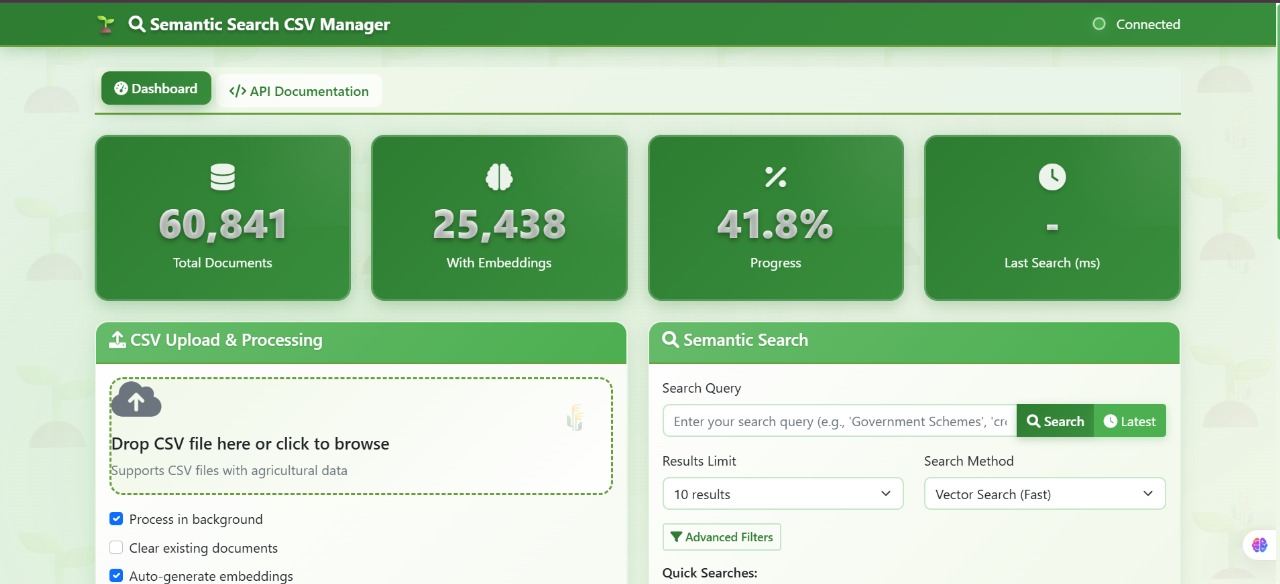 Semantic Search CSV Manager
Connected
Dashboard
</> API Documentation
60,841
Total Documents
25,438
With Embeddings
41.8%
Progress
-
Last Search (ms)
CSV Upload & Processing
Drop CSV file here or click to browse
Supports CSV files with agricultural data
Process in background
Clear existing documents
Auto-generate embeddings
Semantic Search
Search Query
Enter your search query (e.g., 'Government Schemes', 'cr
Search
Latest
Results Limit
Search Method
10 results
Vector Search (Fast)
Advanced Filters
Quick Searches: